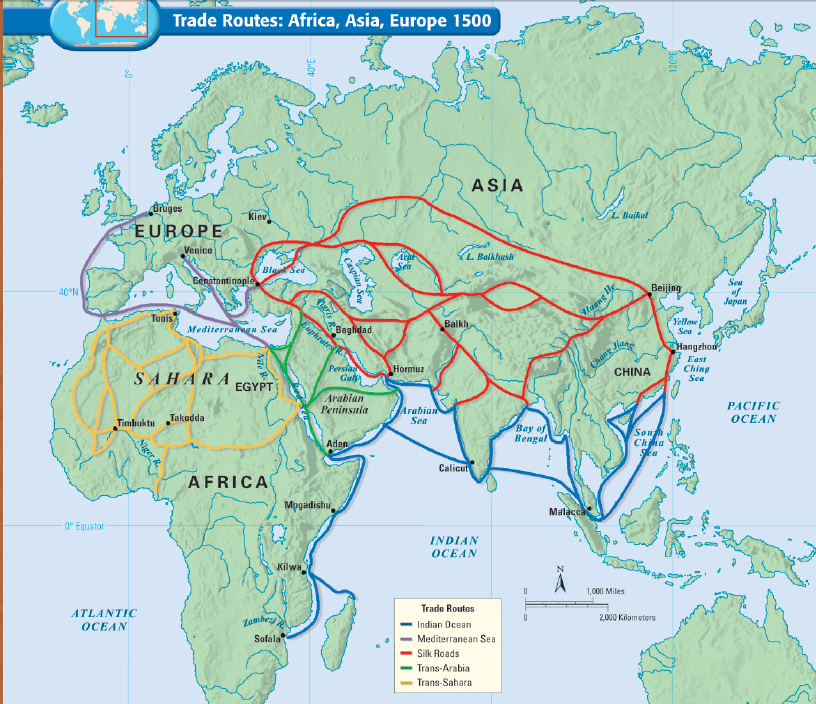 Trade Routes: Africa, Asia, Europe 1500
0°
40°E
80°
120°E
ASIA
L. Baikal
Bruges
EUROPE
Kiev
Venice
Aral
Sea
L. Balkhash
Caspian Sea
Black Sea
Constantinople
40°N
Beijing
Sea
of
Japan
Huang H.
Tunis
Mediterranean Sea
Tigris R.
Baghdad
Euphrates R.
Balkh
Yellow
Sea
Hangzhou
East
Ching
Sea
Chang Jiang
CHINA
SAHARA
EGYPT
Nile R.
Red Sea
Persian
Gulf
Hormuz
Arabian
Peninsula
Arabian
Sea
PACIFIC
OCEAN
Timbuktu
Takedda
Niger R.
Aden
Bay of
Bengal
South
China
Sea
Calicut
AFRICA
Mogadishu
Malacca
0° Equator
INDIAN
OCEAN
Kilwa
N
0 1,000 Miles
0 2,000 Kilometers
ATLANTIC
OCEAN
Zambezi R.
Sofala
Trade Routes
Indian Ocean
Mediterranean Sea
Silk Roads
Trans-Arabia
Trans-Sahara